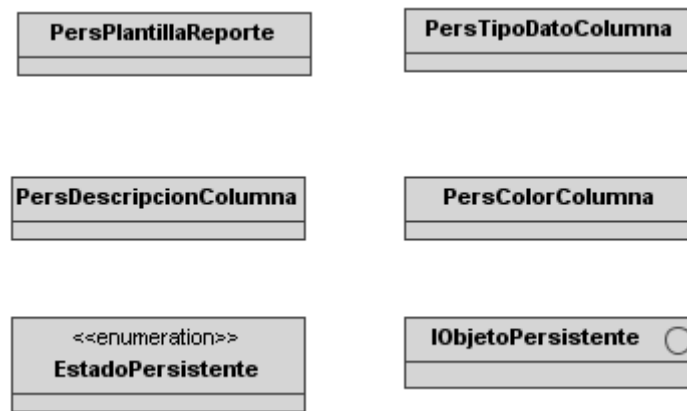 PersPlantillaReporte
PersTipoDatoColumna
PersDescripcionColumna
PersColorColumna
<<enumeration>>
EstadoPersistente
IObjetoPersistente